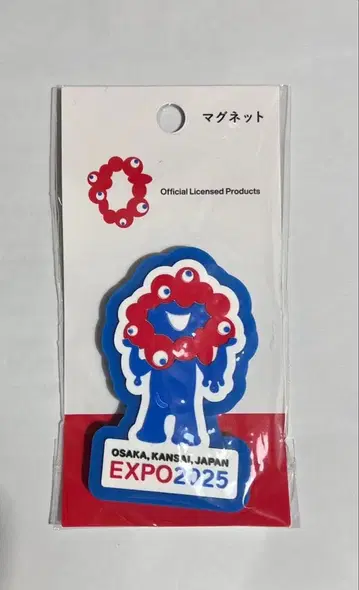 マグネット
Official Licensed Products
OSAKA, KANSAI, JAPAN
EXPO2025